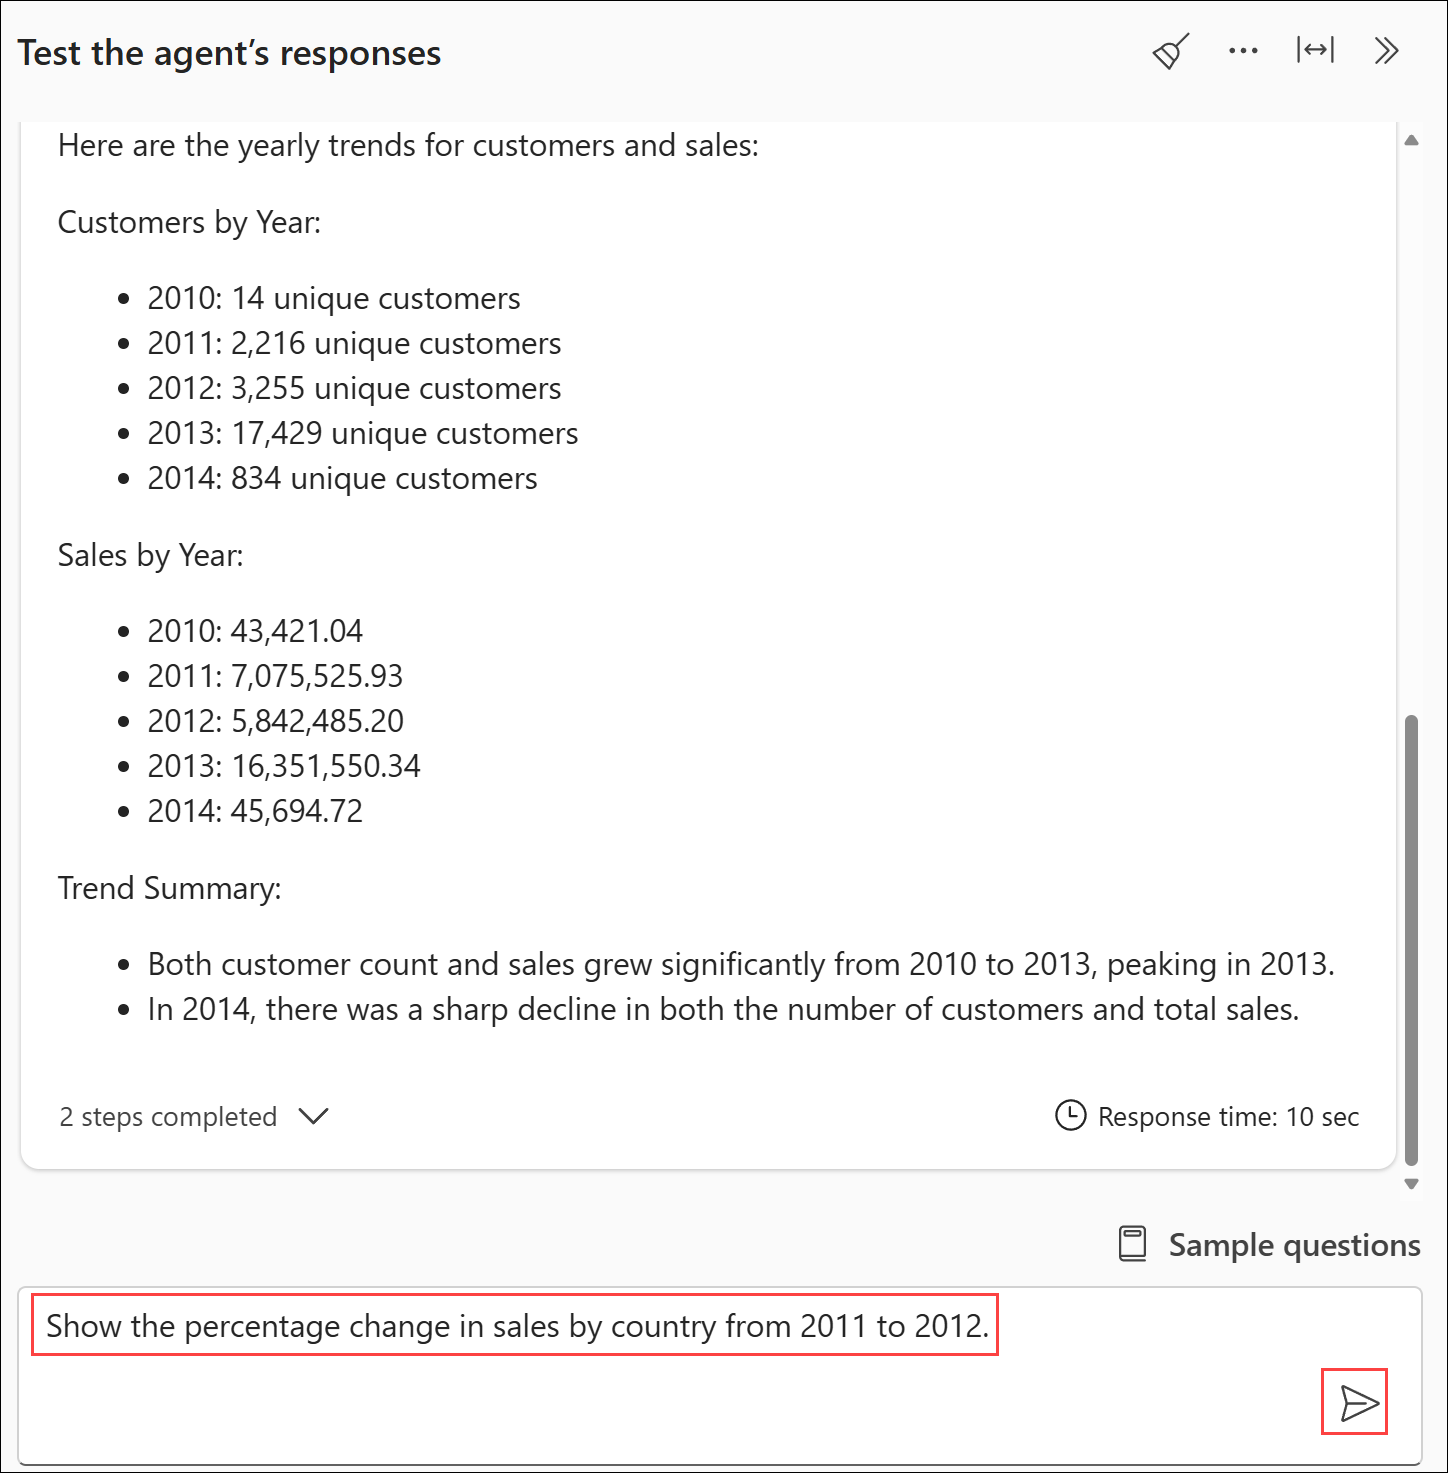 Test the agent’s responses
Here are the yearly trends for customers and sales:
Customers by Year:
• 2010: 14 unique customers
• 2011: 2,216 unique customers
• 2012: 3,255 unique customers
• 2013: 17,429 unique customers
• 2014: 834 unique customers
Sales by Year:
• 2010: 43,421.04
• 2011: 7,075,525.93
• 2012: 5,842,485.20
• 2013: 16,351,550.34
• 2014: 45,694.72
Trend Summary:
• Both customer count and sales grew significantly from 2010 to 2013, peaking in 2013.
• In 2014, there was a sharp decline in both the number of customers and total sales.
2 steps completed
Response time: 10 sec
Sample questions
Show the percentage change in sales by country from 2011 to 2012.